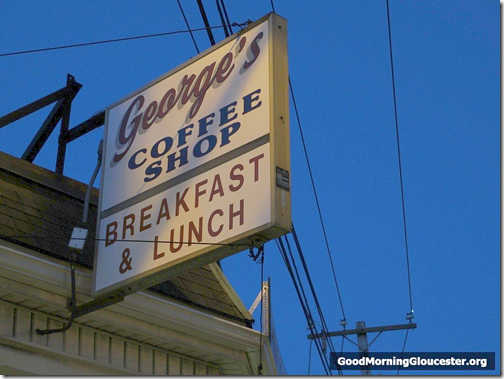 George's
COFFEE
SHOP
BREAKFAST
& LUNCH
GoodMorningGloucester.org